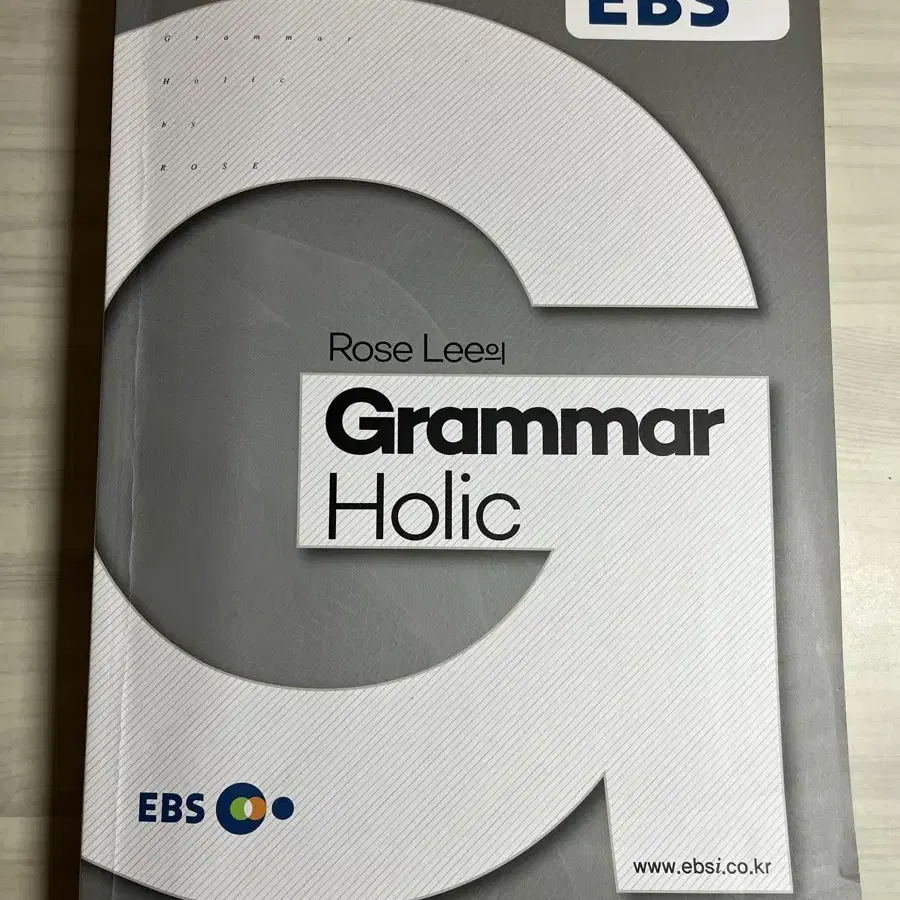 EBS
Grammar
Holic
by
ROSE
Rose Lee의
Grammar
Holic
EBS
www.ebsi.co.kr